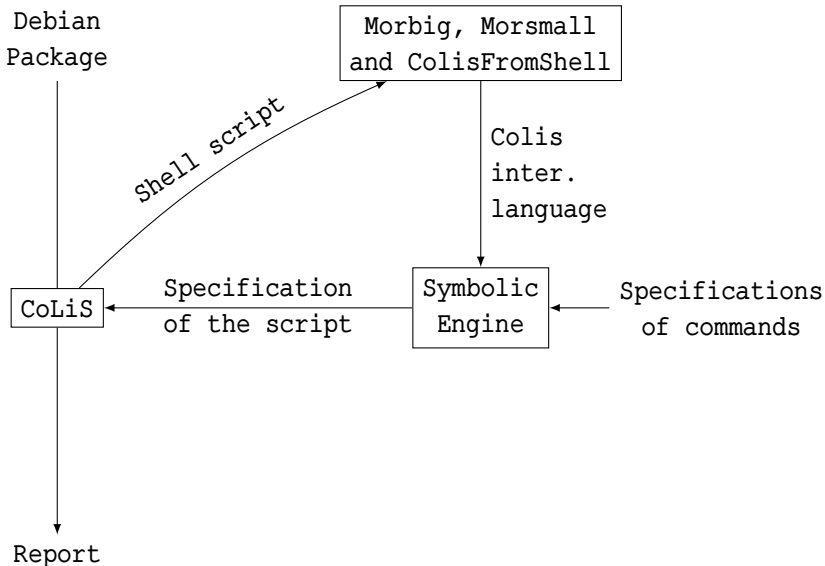 Debian
Package
Morbig, Morsmall
and ColisFromShell
Shell script
Colis
inter.
language
CoLiS
Specification
of the script
Symbolic
Engine
Specifications
of commands
Report